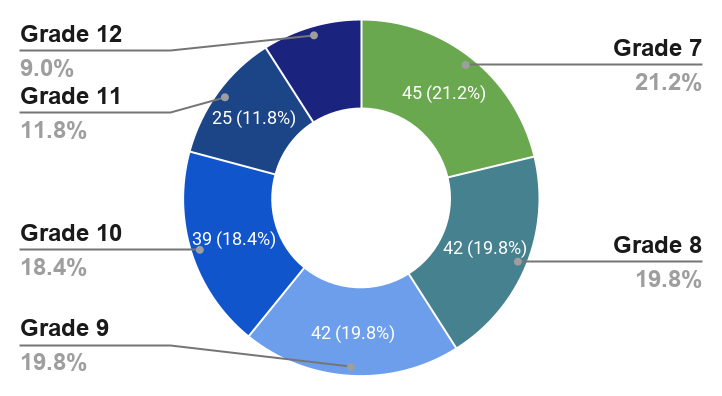 Grade 12
9.0%
Grade 11
11.8%
Grade 10
18.4%
Grade 9
19.8%
Grade 7
21.2%
Grade 8
19.8%
45 (21.2%)
42 (19.8%)
42 (19.8%)
39 (18.4%)
25 (11.8%)